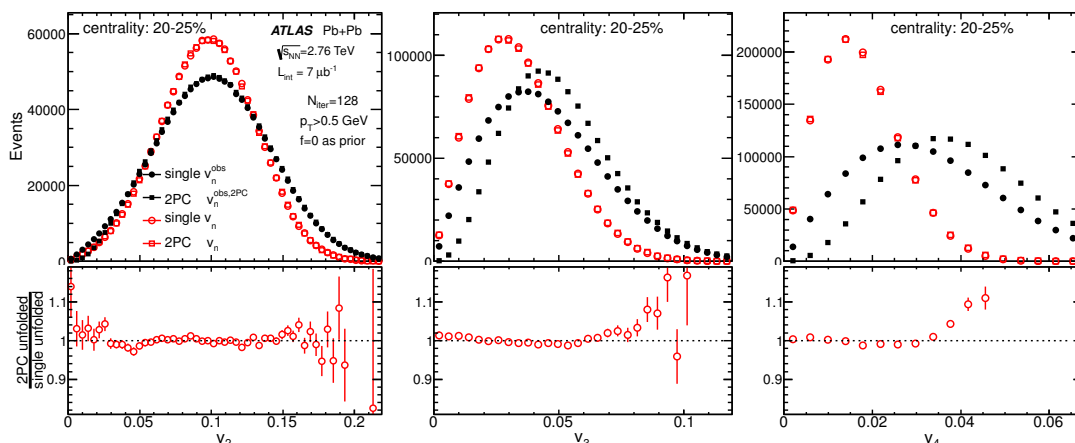 centrality: 20-25%
ATLAS Pb+Pb
√sNN=2.76 TeV
Lint = 7 μb-1
Niter=128
pT>0.5 GeV
f=0 as prior
single vn^obs
2PC vn^obs,2PC
single vn
2PC vn
Events
60000
40000
20000
0
centrality: 20-25%
100000
50000
0
centrality: 20-25%
200000
150000
100000
50000
0
2PC unfolded
single unfolded
1.1
1
0.9
0 0.05 0.1 0.15 0.2
v2
1.1
1
0.9
0 0.05 0.1
v3
1.1
1
0.9
0 0.02 0.04 0.06
v4